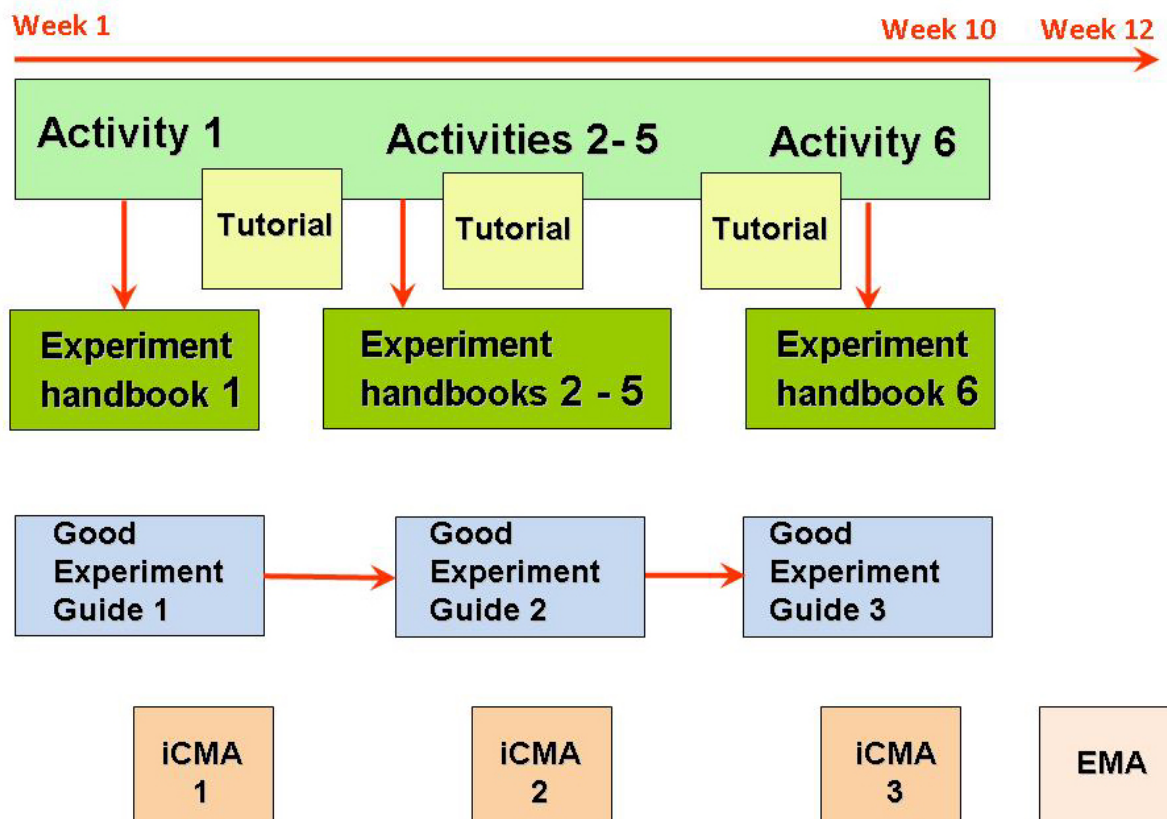 Week 1
Week 10
Week 12
Activity 1
Activities 2- 5
Activity 6
Tutorial
Tutorial
Tutorial
Experiment
handbook 1
Experiment
handbooks 2 - 5
Experiment
handbook 6
Good
Experiment
Guide 1
Good
Experiment
Guide 2
Good
Experiment
Guide 3
iCMA
1
iCMA
2
iCMA
3
EMA